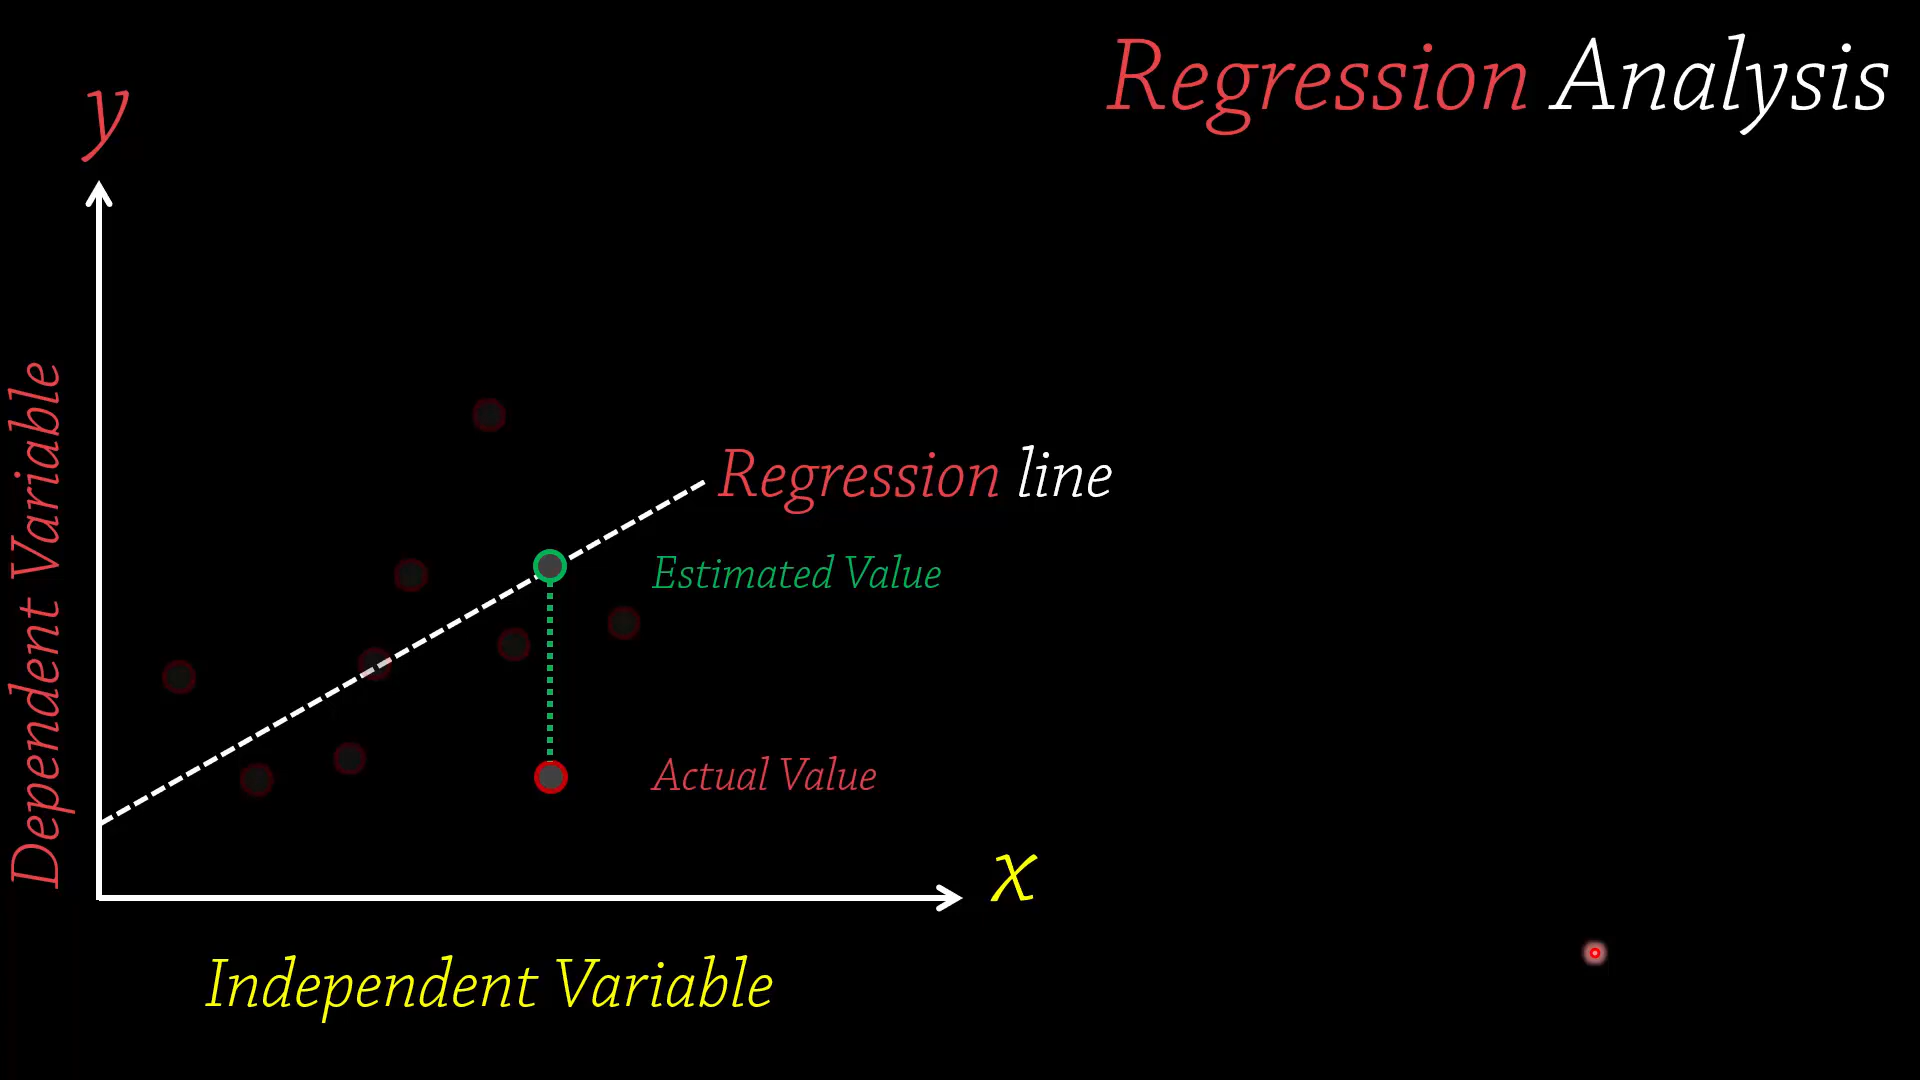 Regression Analysis
y
Dependent Variable
Regression line
Estimated Value
Actual Value
x
Independent Variable